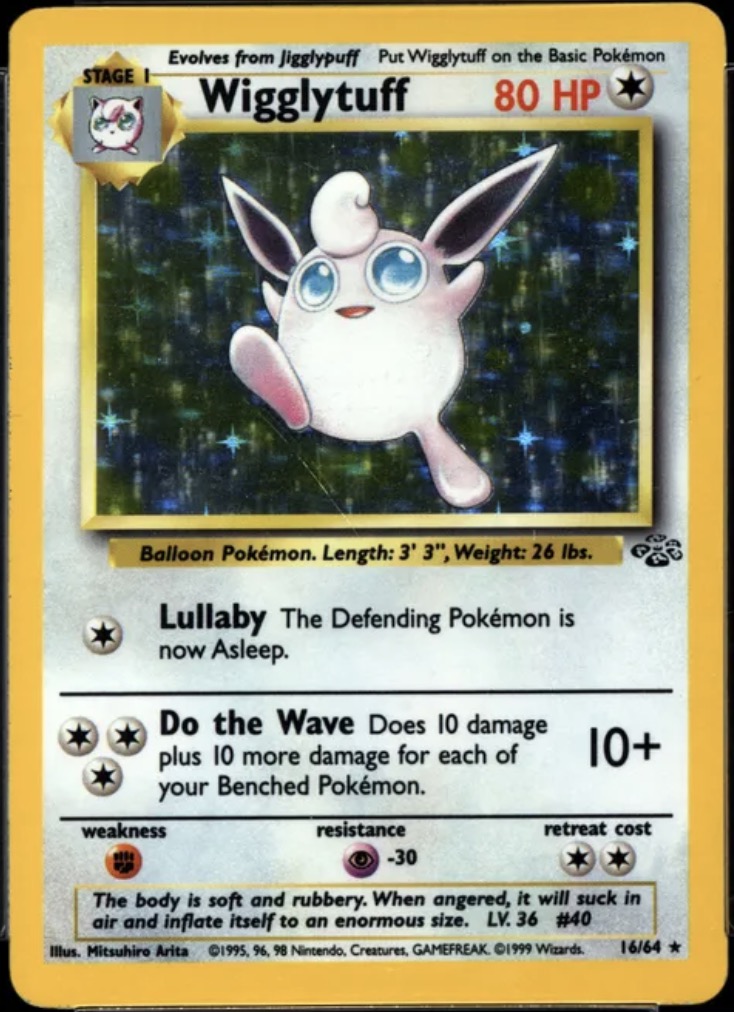 Evolves from Jigglypuff Put Wigglytuff on the Basic Pokémon
STAGE 1
Wigglytuff 80 HP
Balloon Pokémon. Length: 3' 3", Weight: 26 lbs.
Lullaby The Defending Pokémon is
now Asleep.
Do the Wave Does 10 damage
plus 10 more damage for each of
your Benched Pokémon.
10+
weakness resistance retreat cost
-30
The body is soft and rubbery. When angered, it will suck in
air and inflate itself to an enormous size. LV. 36 #40
Illus. Mitsuhiro Arita ©1995, 96, 98 Nintendo, Creatures, GAMEFREAK. ©1999 Wizards. 16/64 ★